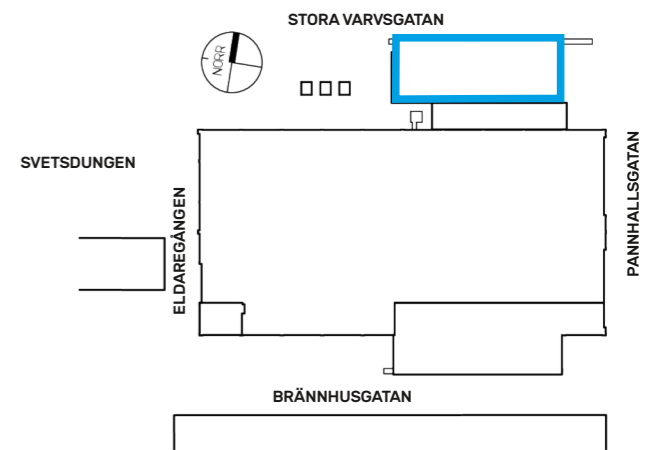 STORA VARVSGATAN
NORR
SVETSDUNGEN
ELDAREGÅNGEN
PANNHALLSGATAN
BRÄNNHUSGATAN